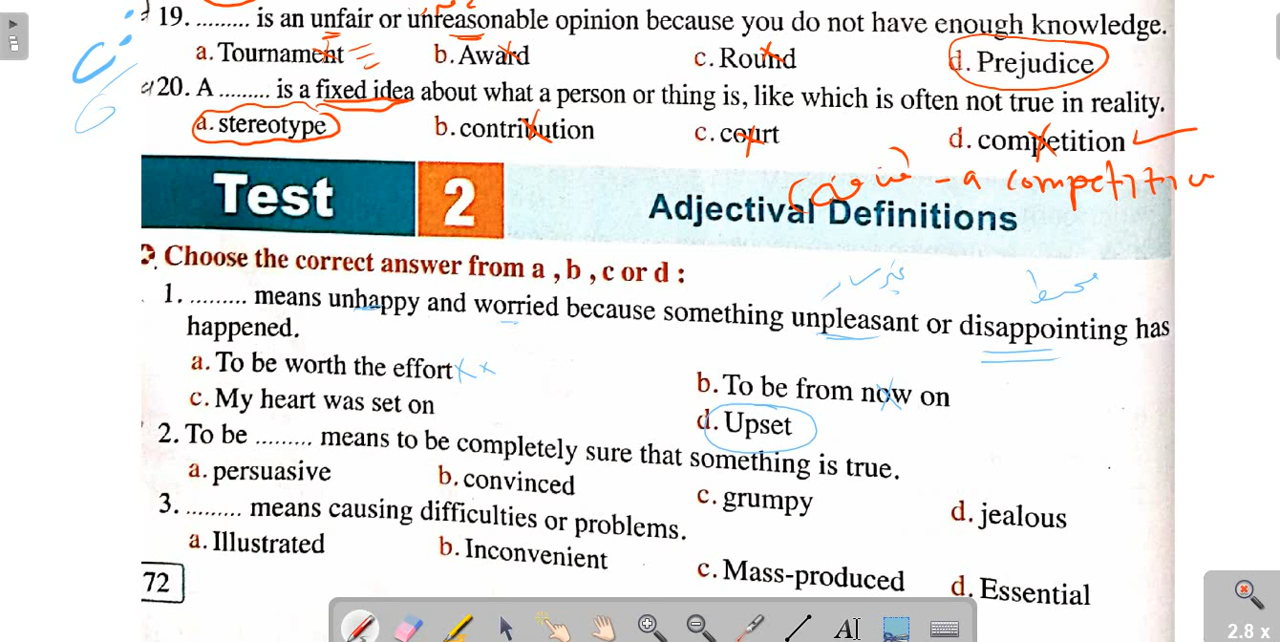 19. ......... is an unfair or unreasonable opinion because you do not have enough knowledge.
a. Tournament b. Award c. Round d. Prejudice
20. A ......... is a fixed idea about what a person or thing is, like which is often not true in reality.
a. stereotype b. contribution c. court d. competition
- a competitiv
Test 2 Adjectival Definitions
2. Choose the correct answer from a , b , c or d :
1. ......... means unhappy and worried because something unpleasant or disappointing has
happened.
a. To be worth the effort b. To be from now on
c. My heart was set on d. Upset
2. To be ......... means to be completely sure that something is true.
a. persuasive b. convinced c. grumpy d. jealous
3. ......... means causing difficulties or problems.
a. Illustrated b. Inconvenient c. Mass-produced d. Essential
72
2.8 x